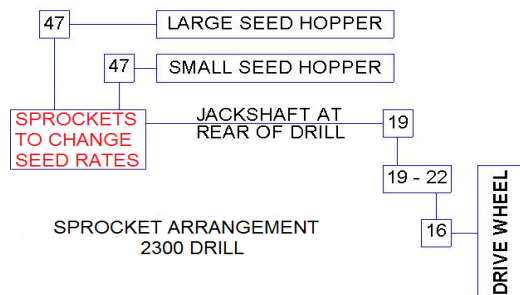 47
LARGE SEED HOPPER
47
SMALL SEED HOPPER
SPROCKETS
TO CHANGE
SEED RATES
JACKSHAFT AT
REAR OF DRILL
19
19 - 22
16
DRIVE WHEEL
SPROCKET ARRANGEMENT
2300 DRILL